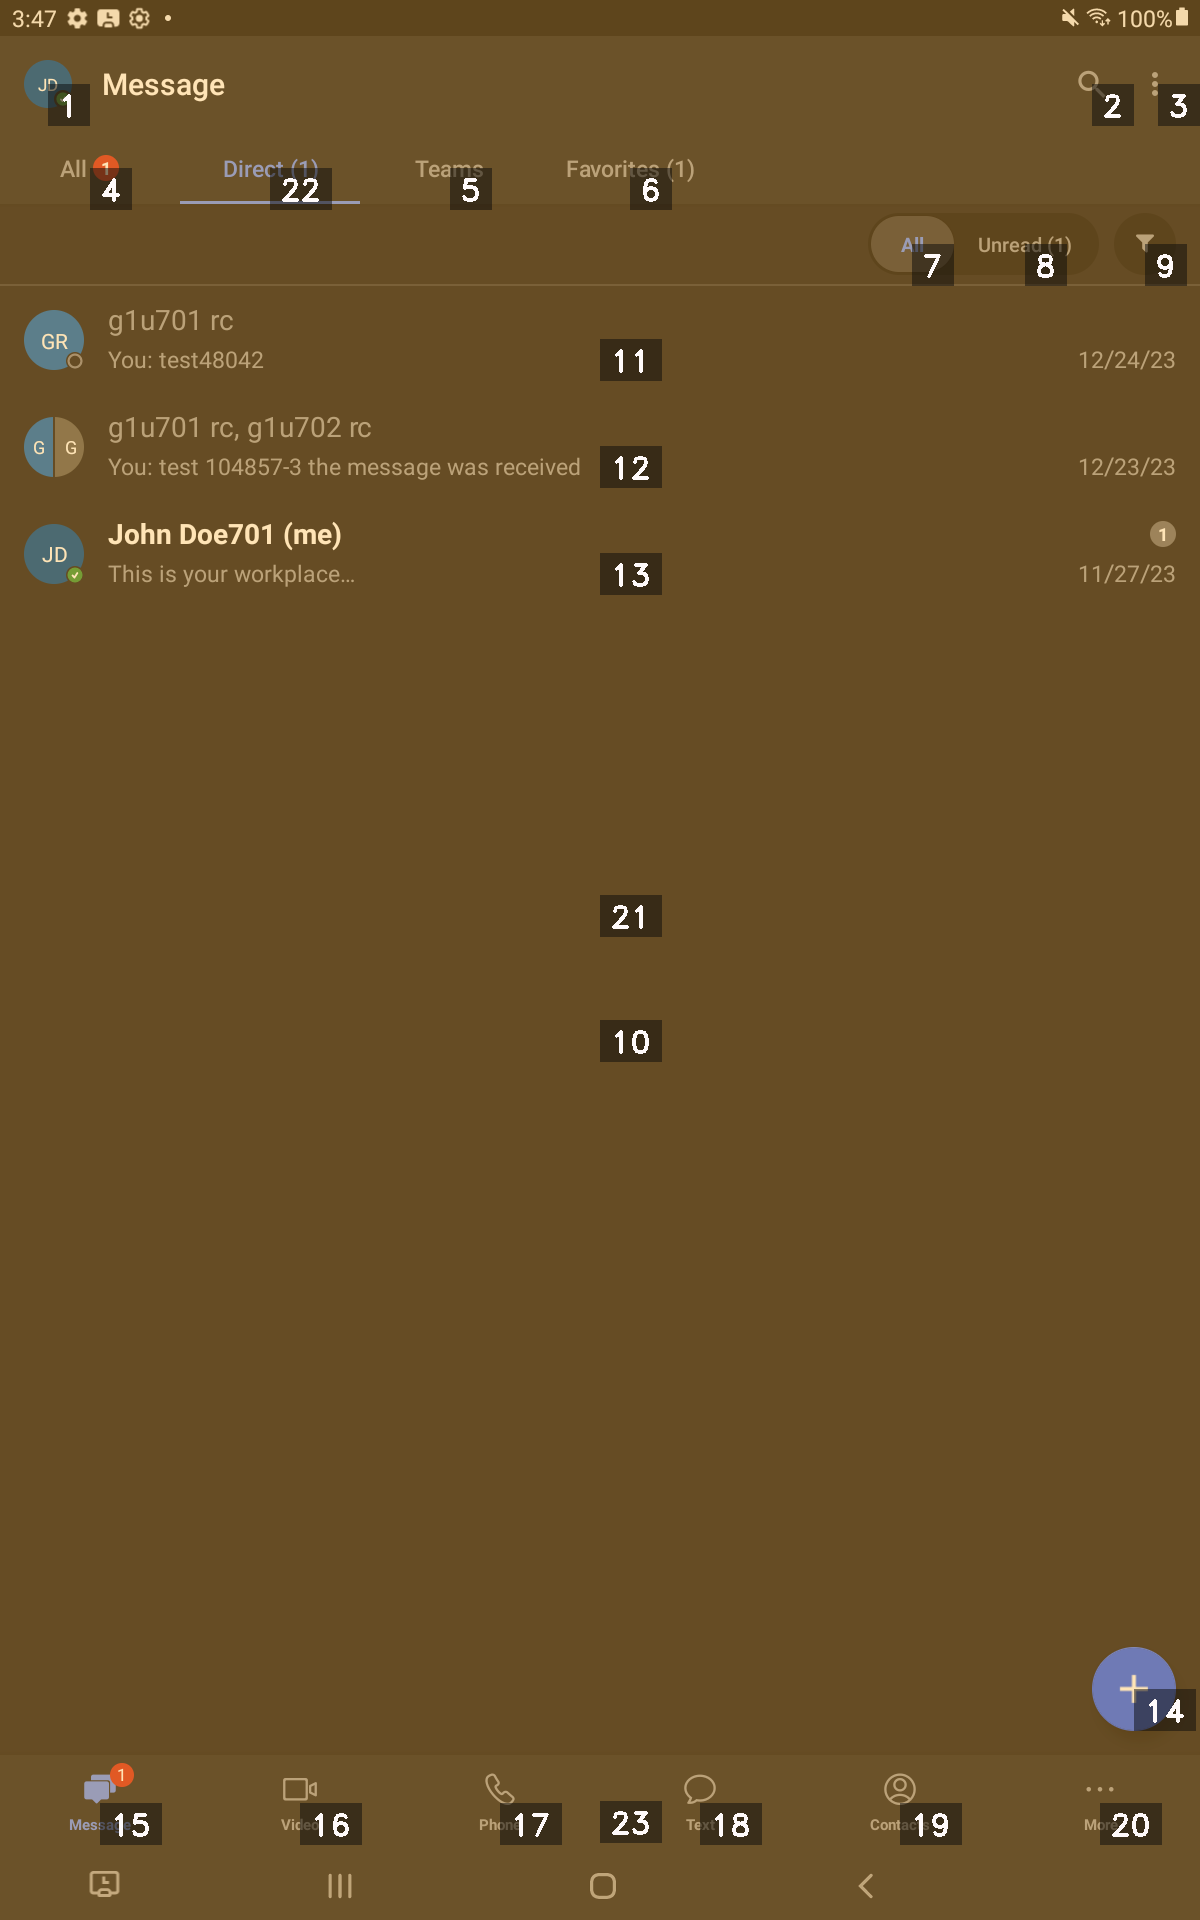 3:47
100%
JD
Message
1
2
3
All 1
Direct (1)
Teams
Favorites (1)
4
22
5
6
All
Unread (1)
7
8
9
GR
g1u701 rc
You: test48042
11
12/24/23
G G
g1u701 rc, g1u702 rc
You: test 104857-3 the message was received
12
12/23/23
JD
John Doe701 (me)
1
This is your workplace...
13
11/27/23
21
10
14
1
Message
Video
Phone
Text
Contacts
More
15
16
17
23
18
19
20